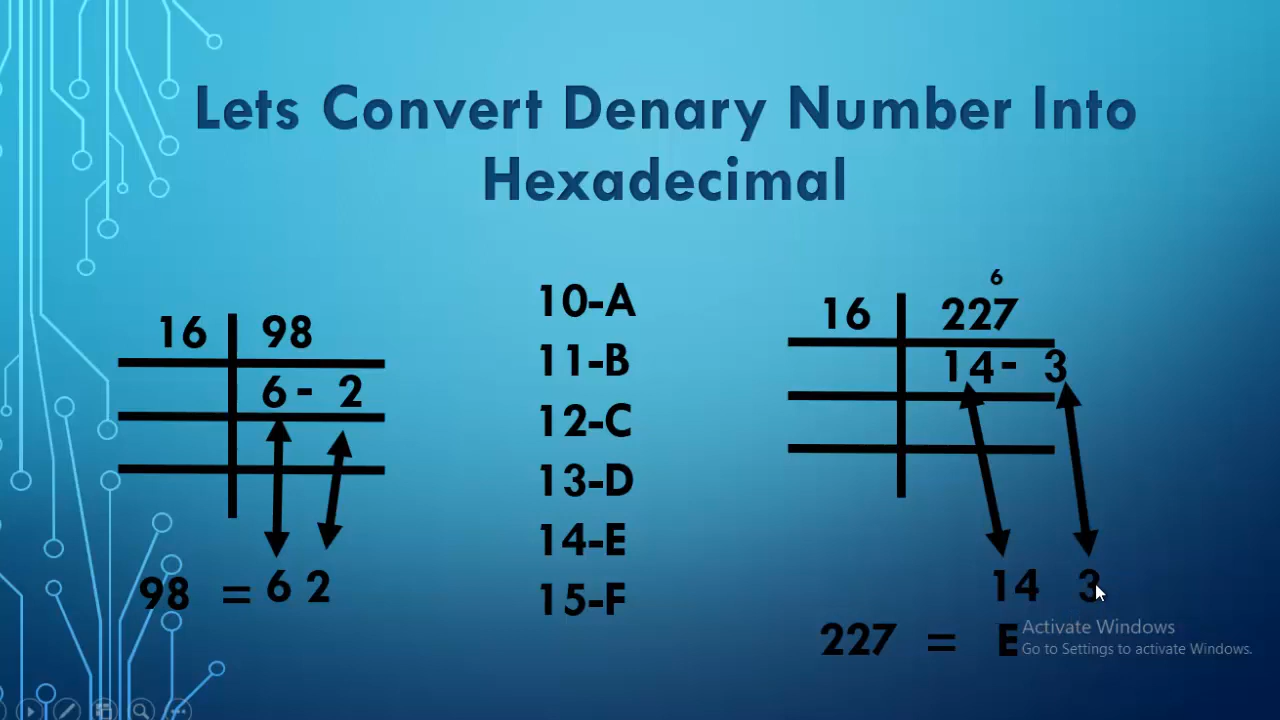 Lets Convert Denary Number Into
Hexadecimal
16 98
6 - 2
98 = 6 2
10-A
11-B
12-C
13-D
14-E
15-F
6
16 227
14 - 3
14 3
227 = E
Activate Windows
Go to Settings to activate Windows.